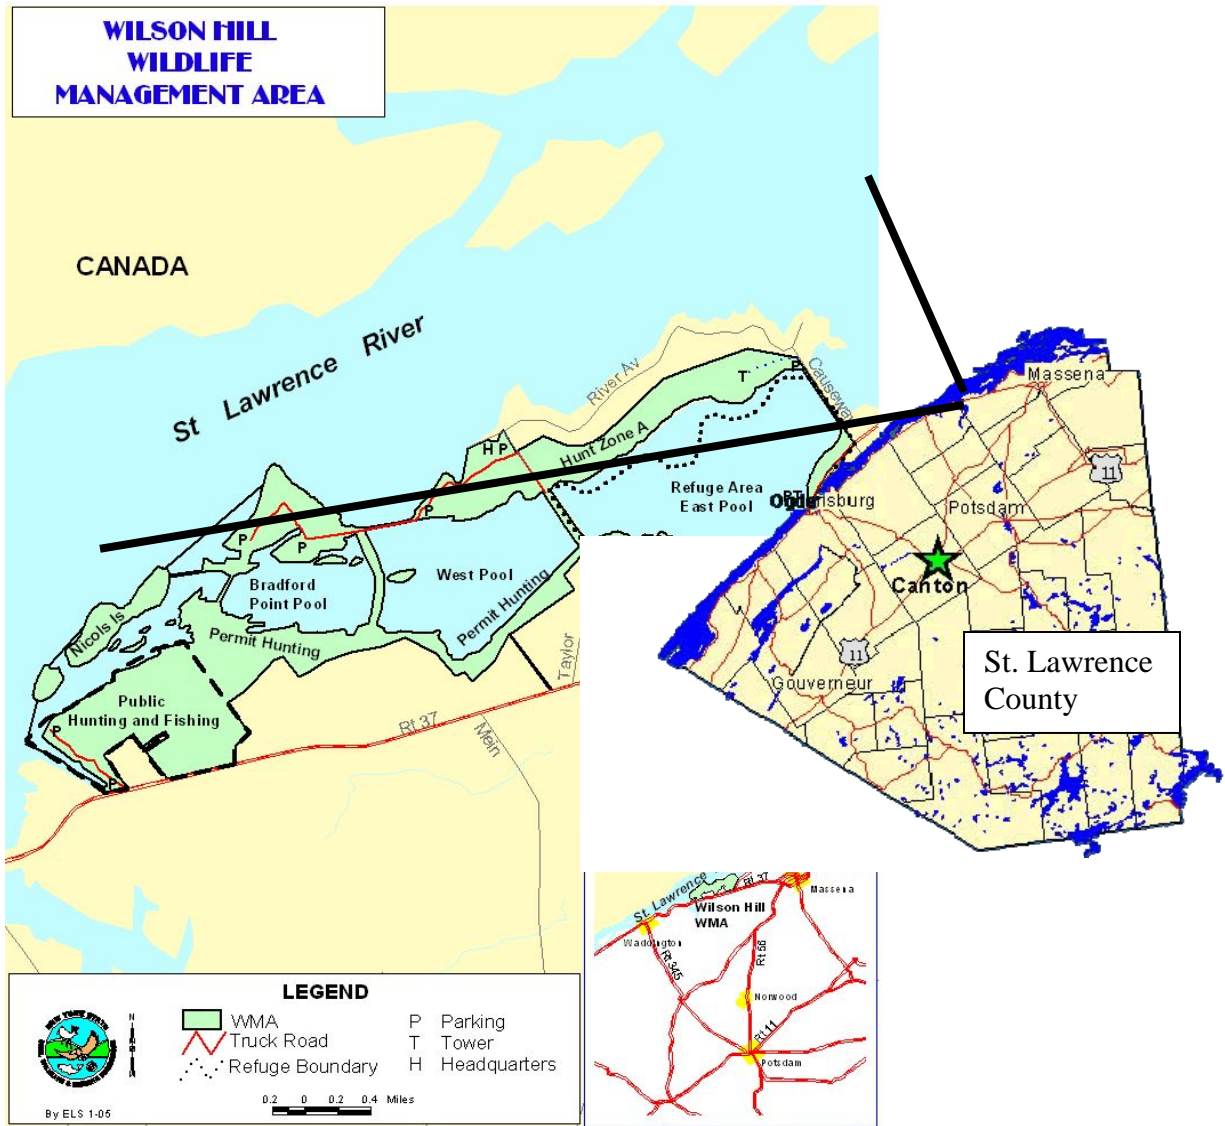 WILSON HILL
WILDLIFE
MANAGEMENT AREA
CANADA
St. Lawrence River
River Av
Causeway
T
P
H P
Hunt Zone A
Refuge Area
East Pool
P
P
P
Bradford
Point Pool
West Pool
Permit Hunting
Permit Hunting
Nicols Is
Public
Hunting and Fishing
P
P
Rt 37
Taylor
Mein
Massena
11
Potsdam
Canton
11
Gouverneur
St. Lawrence
County
St. Lawrence
Rt 37
Massena
Wilson Hill
WMA
Waddington
Rt 345
Rt 56
Norwood
Rt 11
Potsdam
LEGEND
WMA
Truck Road
Refuge Boundary
P Parking
T Tower
H Headquarters
N
NEW YORK STATE
0.2 0 0.2 0.4 Miles
By ELS 1-05